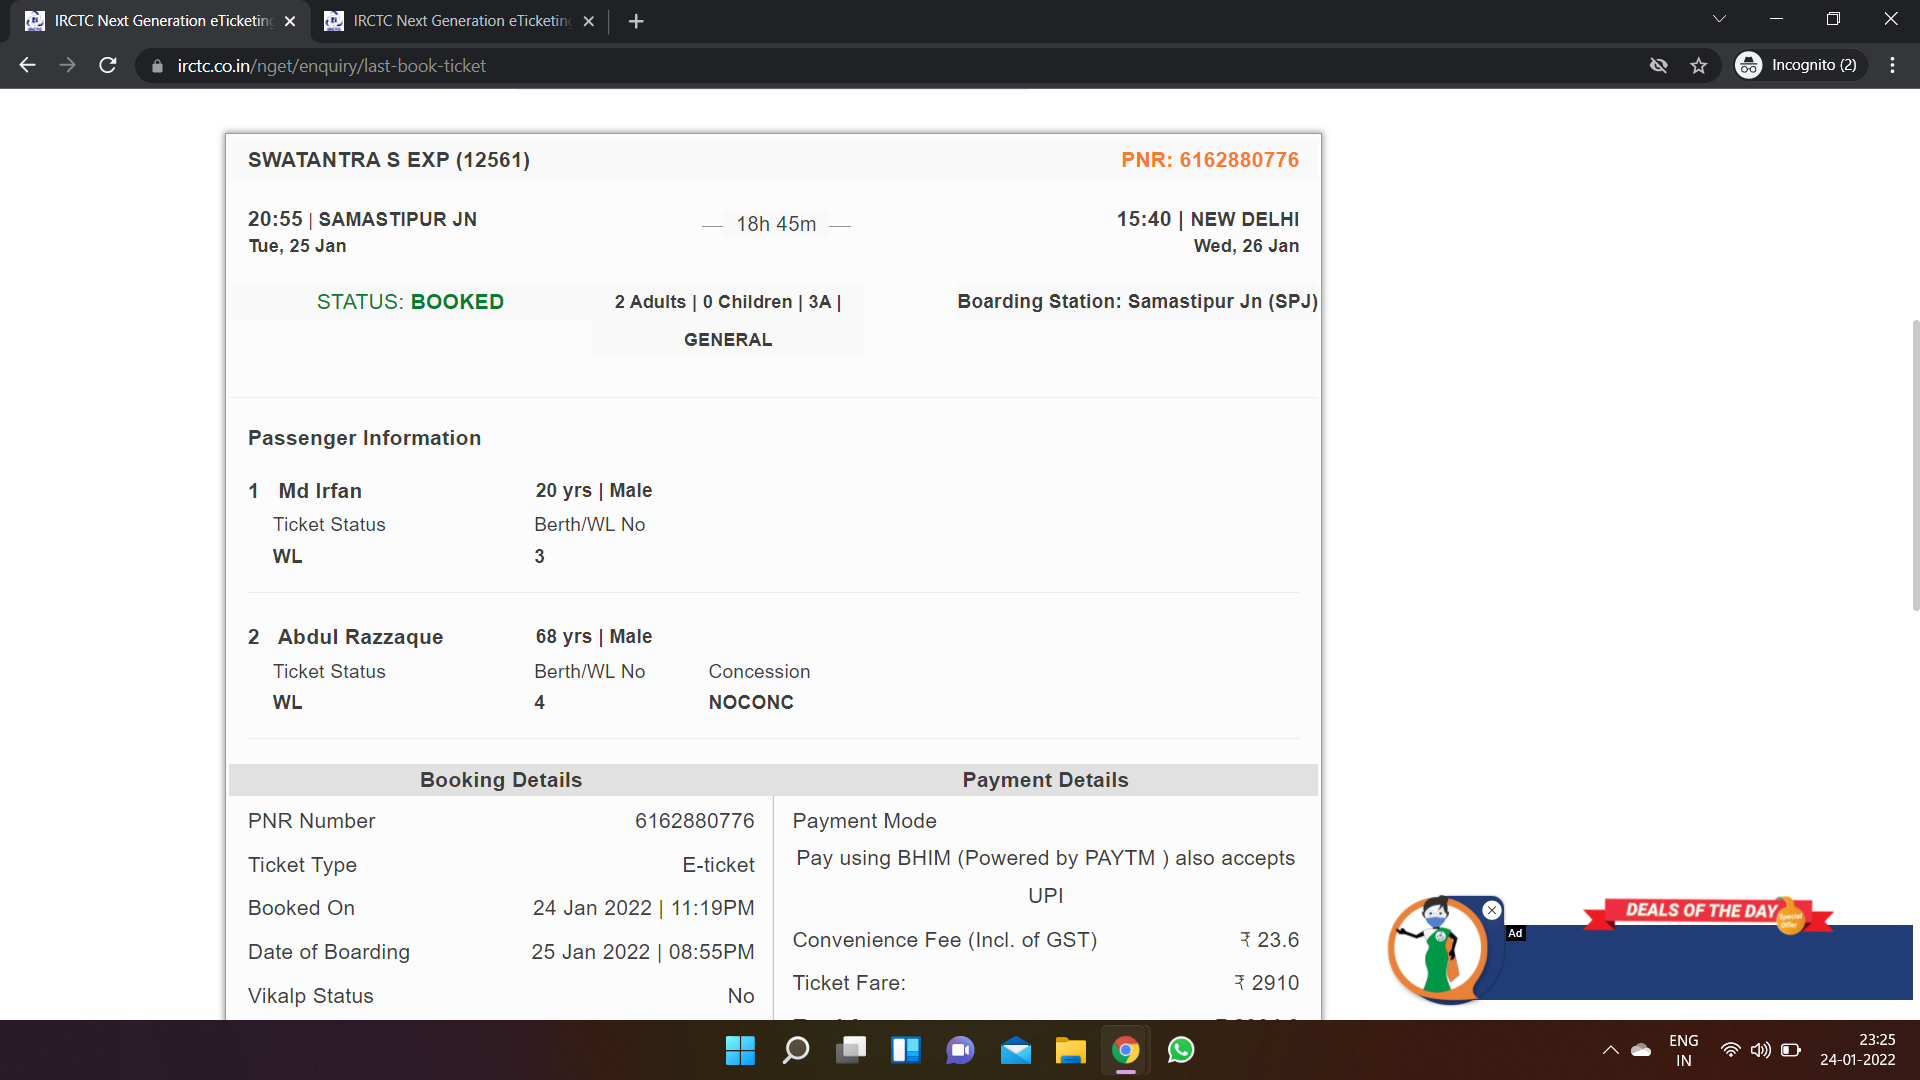 IRCTC Next Generation eTicketing
IRCTC Next Generation eTicketing
irctc.co.in/nget/enquiry/last-book-ticket
Incognito (2)
SWATANTRA S EXP (12561)
PNR: 6162880776
20:55 | SAMASTIPUR JN
18h 45m
15:40 | NEW DELHI
Tue, 25 Jan
Wed, 26 Jan
STATUS: BOOKED
2 Adults | 0 Children | 3A |
GENERAL
Boarding Station: Samastipur Jn (SPJ)
Passenger Information
1 Md Irfan 20 yrs | Male
Ticket Status Berth/WL No
WL 3
2 Abdul Razzaque 68 yrs | Male
Ticket Status Berth/WL No Concession
WL 4 NOCONC
Booking Details
Payment Details
PNR Number 6162880776
Payment Mode
Pay using BHIM (Powered by PAYTM ) also accepts
UPI
Ticket Type E-ticket
Booked On 24 Jan 2022 | 11:19PM
Convenience Fee (Incl. of GST) ₹ 23.6
Date of Boarding 25 Jan 2022 | 08:55PM
Ticket Fare: ₹ 2910
Vikalp Status No
DEALS OF THE DAY
Special
Offer
Ad
ENG
IN
23:25
24-01-2022